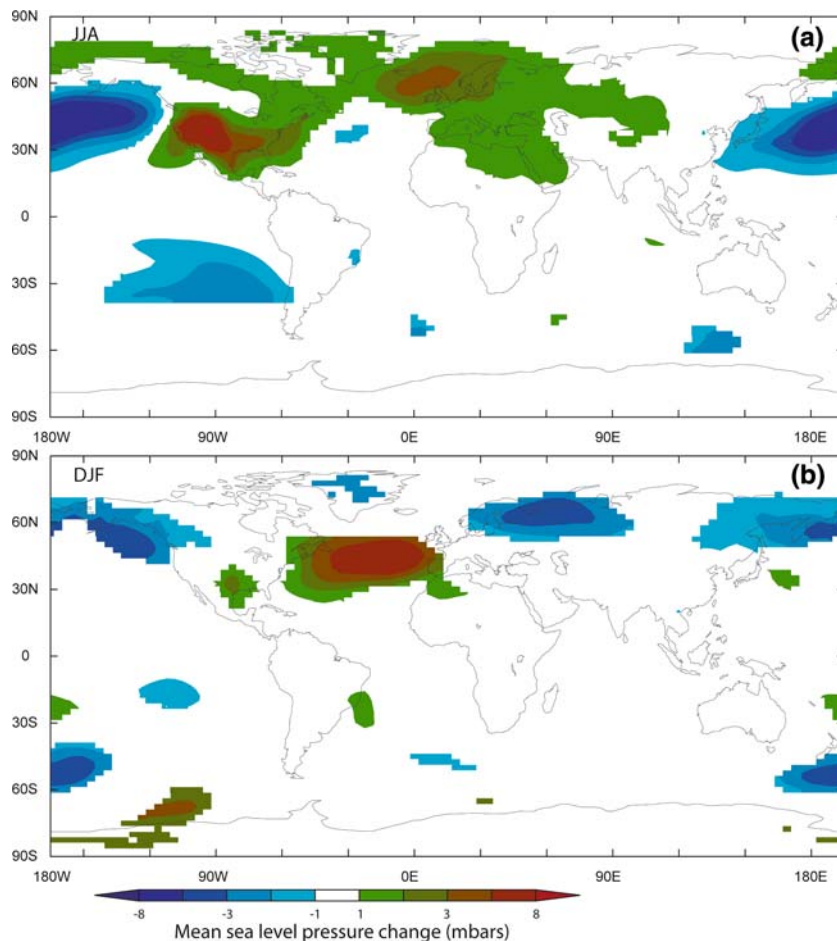 90N
JJA
(a)
60N
30N
0
30S
60S
90S
180W 90W 0E 90E 180E
90N
DJF
(b)
60N
30N
0
30S
60S
90S
180W 90W 0E 90E 180E
-8 -3 -1 1 3 8
Mean sea level pressure change (mbars)